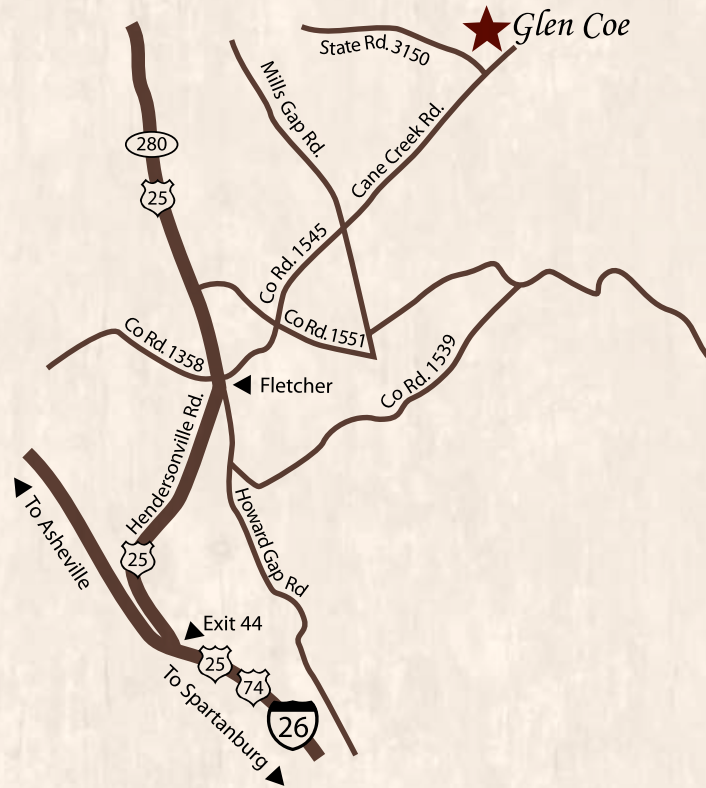 Glen Coe
State Rd. 3150
Mills Gap Rd.
Cane Creek Rd.
280
25
Co Rd. 1545
Co Rd. 1551
Co Rd. 1358
Fletcher
Co Rd. 1539
Hendersonville Rd.
Howard Gap Rd
To Asheville
25
Exit 44
25
74
26
To Spartanburg